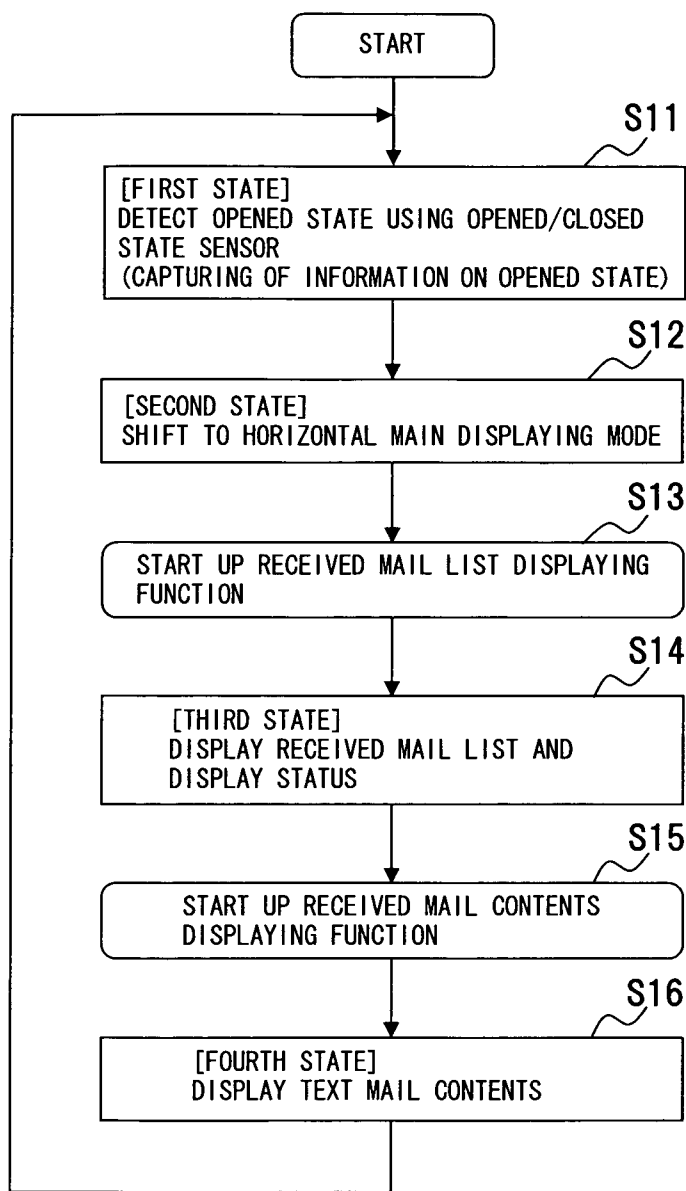 START
S11
[FIRST STATE]
DETECT OPENED STATE USING OPENED/CLOSED
STATE SENSOR
(CAPTURING OF INFORMATION ON OPENED STATE)
S12
[SECOND STATE]
SHIFT TO HORIZONTAL MAIN DISPLAYING MODE
S13
START UP RECEIVED MAIL LIST DISPLAYING
FUNCTION
S14
[THIRD STATE]
DISPLAY RECEIVED MAIL LIST AND
DISPLAY STATUS
S15
START UP RECEIVED MAIL CONTENTS
DISPLAYING FUNCTION
S16
[FOURTH STATE]
DISPLAY TEXT MAIL CONTENTS